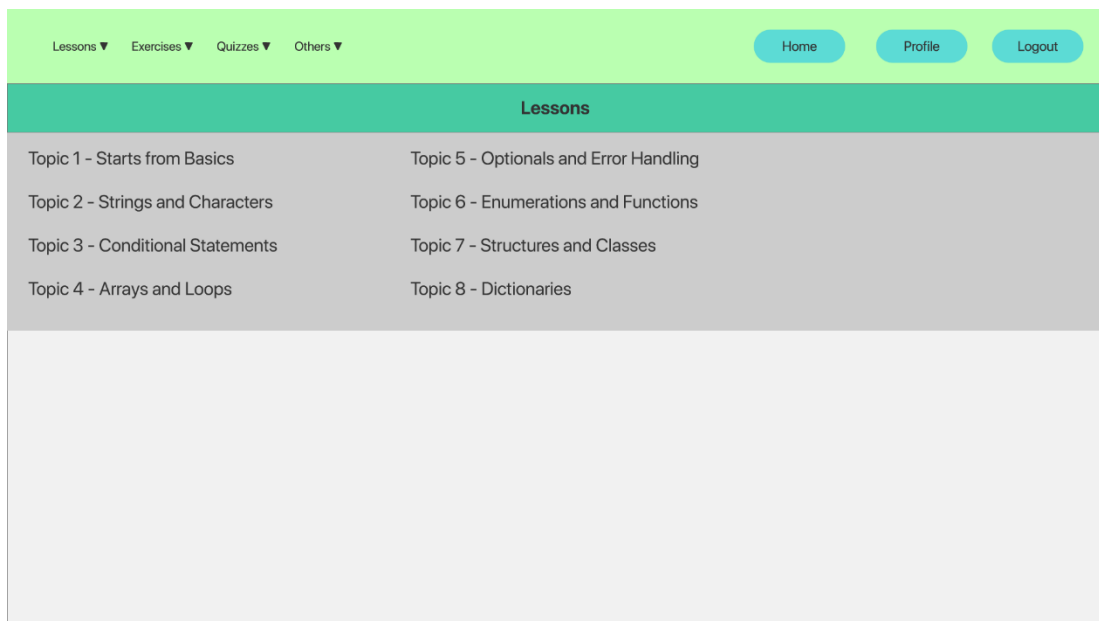 Lessons ▼ Exercises ▼ Quizzes ▼ Others ▼ Home Profile Logout
Lessons
Topic 1 - Starts from Basics
Topic 2 - Strings and Characters
Topic 3 - Conditional Statements
Topic 4 - Arrays and Loops
Topic 5 - Optionals and Error Handling
Topic 6 - Enumerations and Functions
Topic 7 - Structures and Classes
Topic 8 - Dictionaries